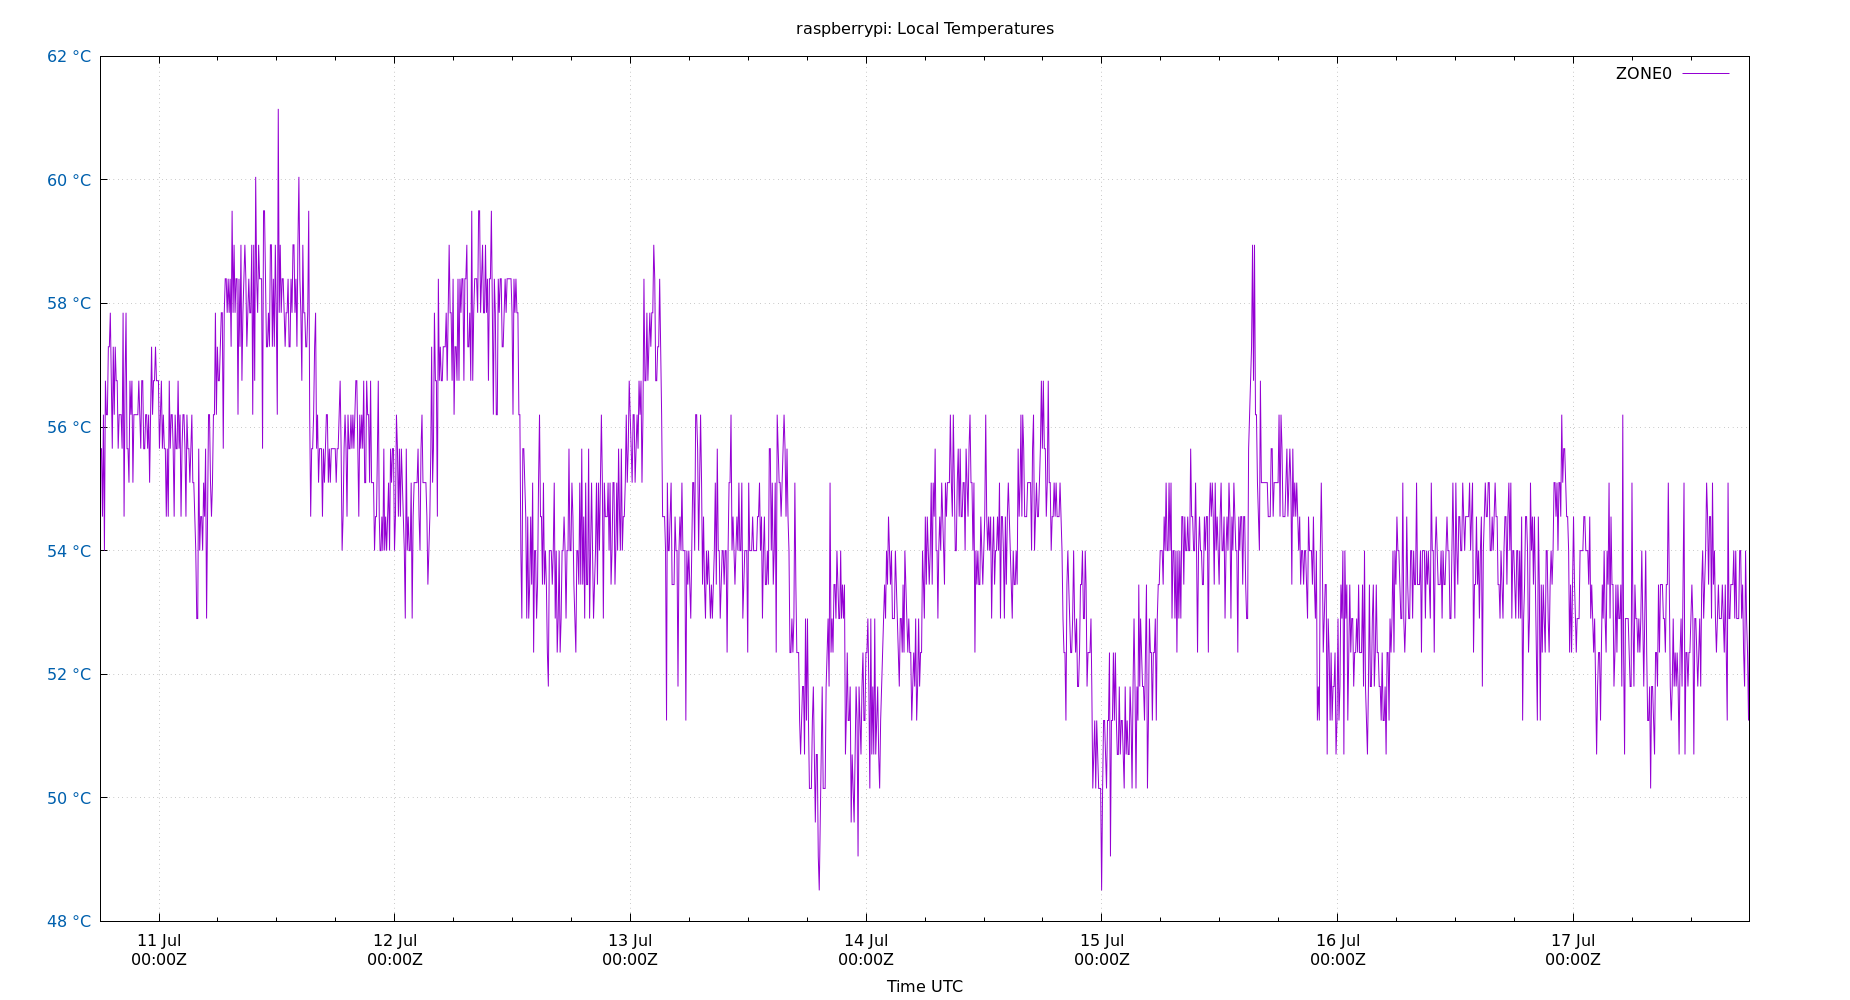 raspberrypi: Local Temperatures
62 °C
ZONE0
60 °C
58 °C
56 °C
54 °C
52 °C
50 °C
48 °C
11 Jul 12 Jul 13 Jul 14 Jul 15 Jul 16 Jul 17 Jul
00:00Z 00:00Z 00:00Z 00:00Z 00:00Z 00:00Z 00:00Z
Time UTC